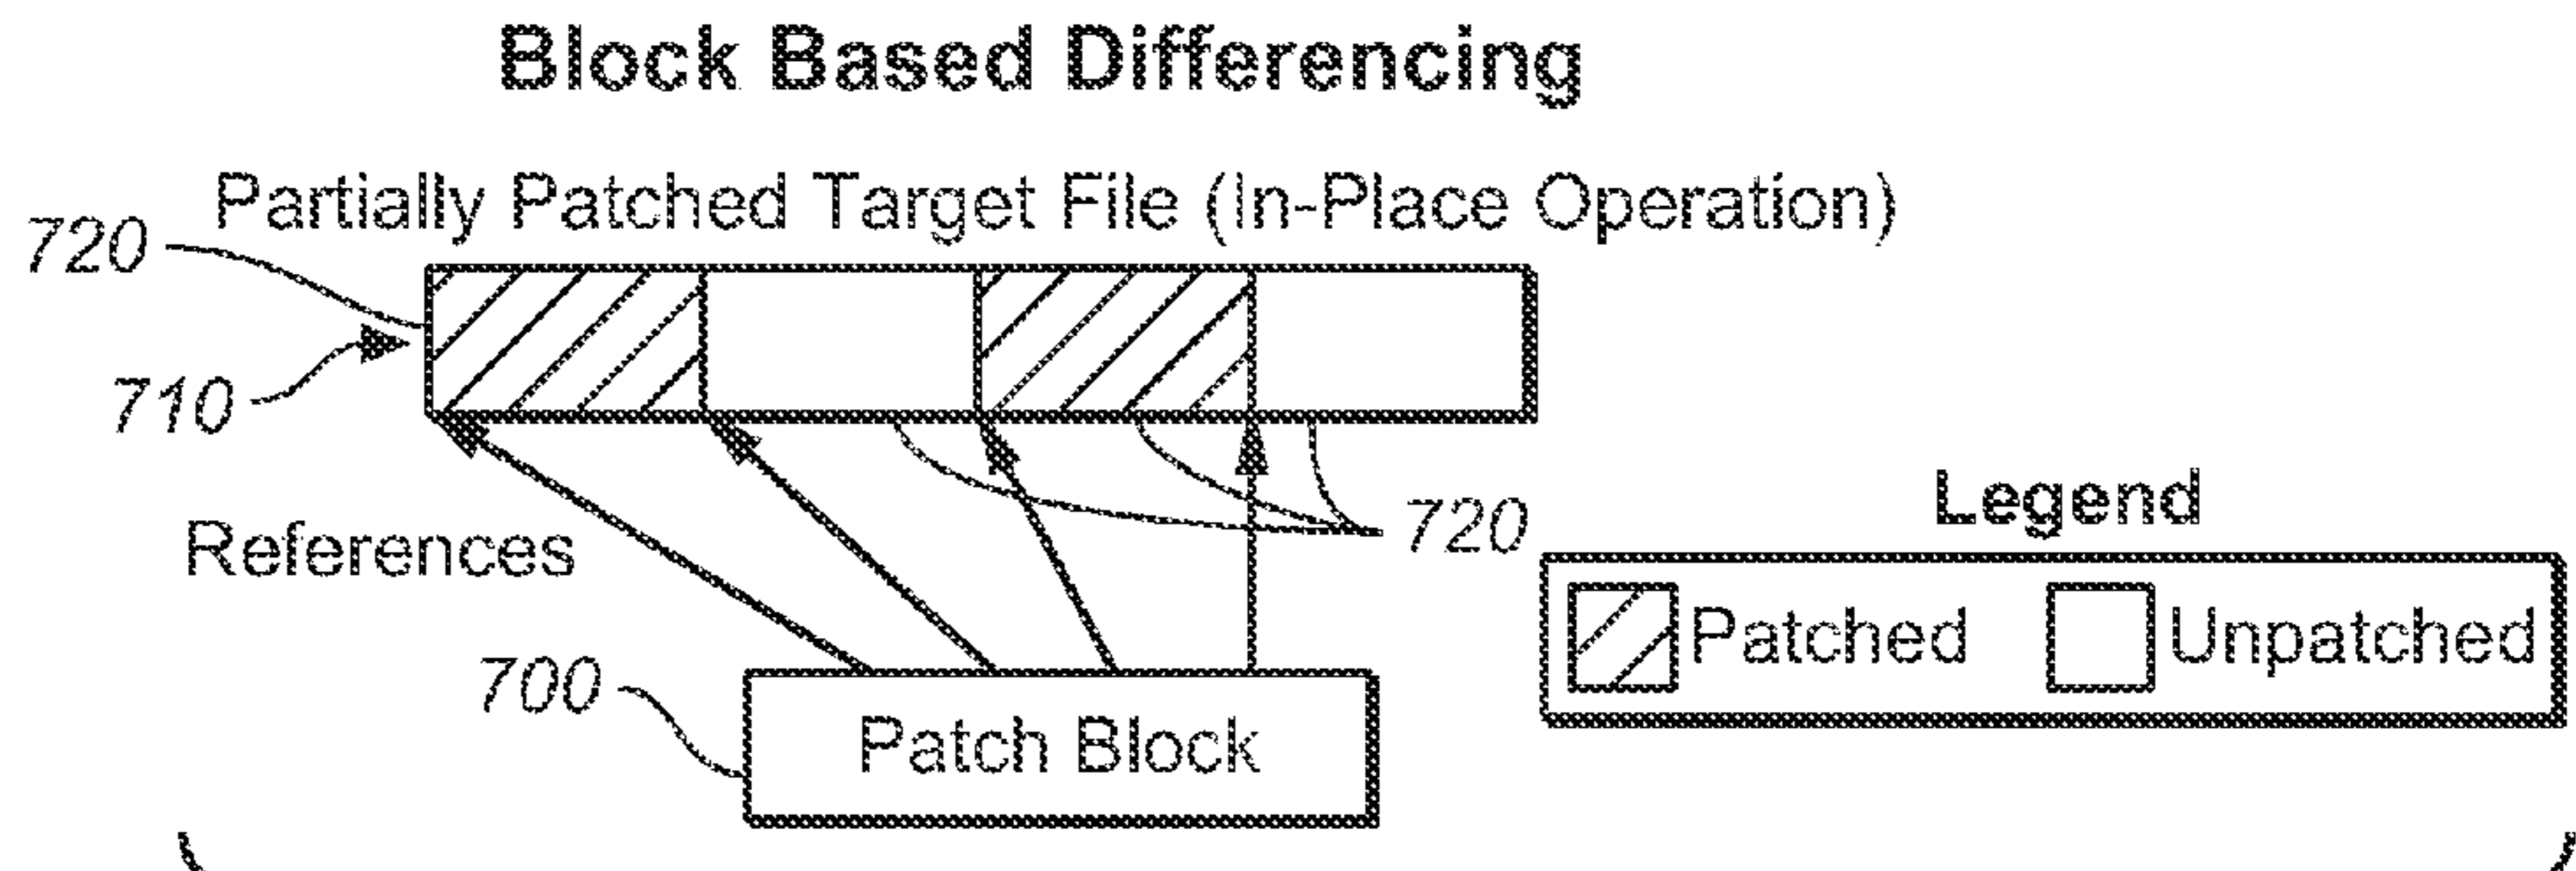 Block Based Differencing
Partially Patched Target File (In-Place Operation)
720
710
References
720
Legend
Patched Unpatched
700
Patch Block